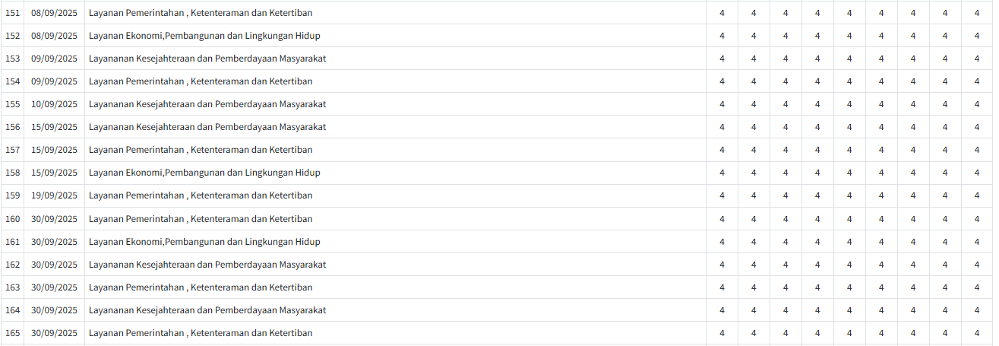 151 08/09/2025 Layanan Pemerintahan , Ketenteraman dan Ketertiban 4 4 4 4 4 4 4 4 4
152 08/09/2025 Layanan Ekonomi,Pembangunan dan Lingkungan Hidup 4 4 4 4 4 4 4 4 4
153 09/09/2025 Layananan Kesejahteraan dan Pemberdayaan Masyarakat 4 4 4 4 4 4 4 4 4
154 09/09/2025 Layanan Pemerintahan , Ketenteraman dan Ketertiban 4 4 4 4 4 4 4 4 4
155 10/09/2025 Layananan Kesejahteraan dan Pemberdayaan Masyarakat 4 4 4 4 4 4 4 4 4
156 15/09/2025 Layananan Kesejahteraan dan Pemberdayaan Masyarakat 4 4 4 4 4 4 4 4 4
157 15/09/2025 Layanan Pemerintahan , Ketenteraman dan Ketertiban 4 4 4 4 4 4 4 4 4
158 15/09/2025 Layanan Ekonomi,Pembangunan dan Lingkungan Hidup 4 4 4 4 4 4 4 4 4
159 19/09/2025 Layanan Pemerintahan , Ketenteraman dan Ketertiban 4 4 4 4 4 4 4 4 4
160 30/09/2025 Layanan Pemerintahan , Ketenteraman dan Ketertiban 4 4 4 4 4 4 4 4 4
161 30/09/2025 Layanan Ekonomi,Pembangunan dan Lingkungan Hidup 4 4 4 4 4 4 4 4 4
162 30/09/2025 Layananan Kesejahteraan dan Pemberdayaan Masyarakat 4 4 4 4 4 4 4 4 4
163 30/09/2025 Layanan Pemerintahan , Ketenteraman dan Ketertiban 4 4 4 4 4 4 4 4 4
164 30/09/2025 Layananan Kesejahteraan dan Pemberdayaan Masyarakat 4 4 4 4 4 4 4 4 4
165 30/09/2025 Layanan Pemerintahan , Ketenteraman dan Ketertiban 4 4 4 4 4 4 4 4 4